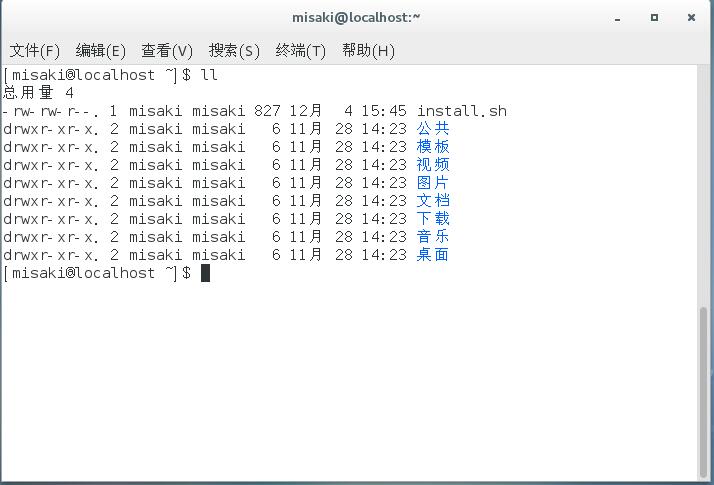 misaki@localhost:~
文件(F) 编辑(E) 查看(V) 搜索(S) 终端(T) 帮助(H)
[misaki@localhost ~]$ ll
总用量 4
-rw-rw-r--. 1 misaki misaki 827 12月  4 15:45 install.sh
drwxr-xr-x. 2 misaki misaki   6 11月 28 14:23 公共
drwxr-xr-x. 2 misaki misaki   6 11月 28 14:23 模板
drwxr-xr-x. 2 misaki misaki   6 11月 28 14:23 视频
drwxr-xr-x. 2 misaki misaki   6 11月 28 14:23 图片
drwxr-xr-x. 2 misaki misaki   6 11月 28 14:23 文档
drwxr-xr-x. 2 misaki misaki   6 11月 28 14:23 下载
drwxr-xr-x. 2 misaki misaki   6 11月 28 14:23 音乐
drwxr-xr-x. 2 misaki misaki   6 11月 28 14:23 桌面
[misaki@localhost ~]$